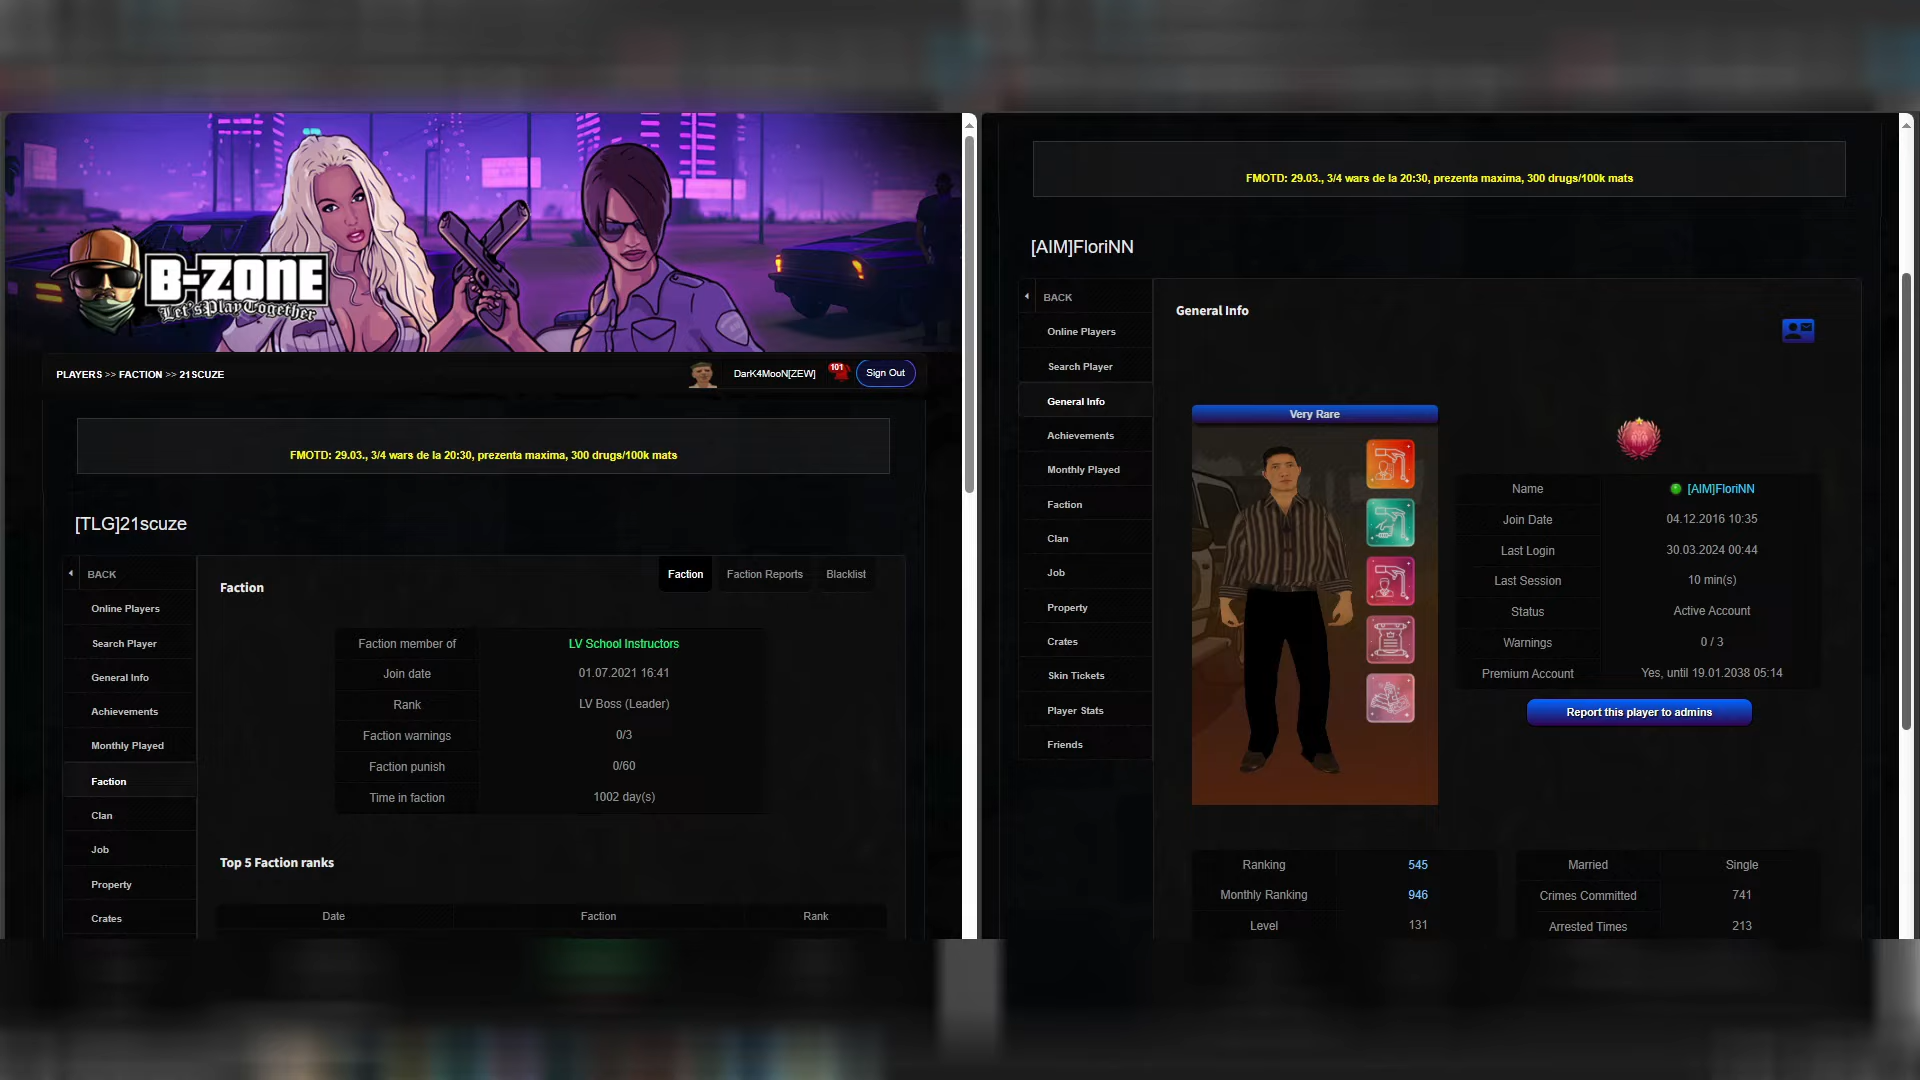 B-ZONE
Let'sPlayTogether
PLAYERS >> FACTION >> 21SCUZE
DarK4MooN[ZEW]
101
Sign Out
FMOTD: 29.03., 3/4 wars de la 20:30, prezenta maxima, 300 drugs/100k mats
[TLG]21scuze
BACK
Online Players
Search Player
General Info
Achievements
Monthly Played
Faction
Clan
Job
Property
Crates
Faction
Faction
Faction Reports
Blacklist
Faction member of LV School Instructors
Join date 01.07.2021 16:41
Rank LV Boss (Leader)
Faction warnings 0/3
Faction punish 0/60
Time in faction 1002 day(s)
Top 5 Faction ranks
Date Faction Rank
FMOTD: 29.03., 3/4 wars de la 20:30, prezenta maxima, 300 drugs/100k mats
[AIM]FloriNN
BACK
Online Players
Search Player
General Info
Achievements
Monthly Played
Faction
Clan
Job
Property
Crates
Skin Tickets
Player Stats
Friends
General Info
Very Rare
Name [AIM]FloriNN
Join Date 04.12.2016 10:35
Last Login 30.03.2024 00:44
Last Session 10 min(s)
Status Active Account
Warnings 0 / 3
Premium Account Yes, until 19.01.2038 05:14
Report this player to admins
Ranking 545
Monthly Ranking 946
Level 131
Married Single
Crimes Committed 741
Arrested Times 213